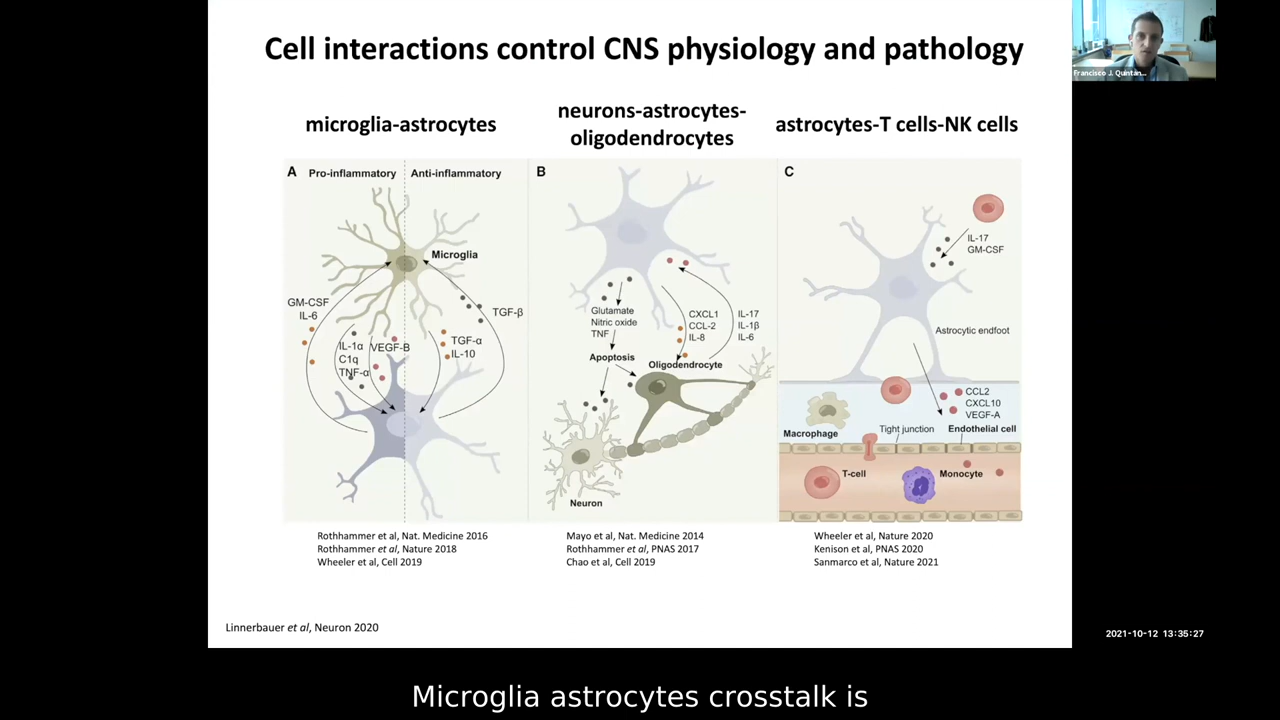 Cell interactions control CNS physiology and pathology
Francisco J. Quintan...
microglia-astrocytes
neurons-astrocytes-
oligodendrocytes
astrocytes-T cells-NK cells
A
Pro-inflammatory
Anti-inflammatory
Microglia
GM-CSF
IL-6
TGF-β
IL-1α
C1q
TNF-α
VEGF-B
TGF-α
IL-10
B
Glutamate
Nitric oxide
TNF
Apoptosis
CXCL1
CCL-2
IL-8
IL-17
IL-1β
IL-6
Oligodendrocyte
Neuron
C
IL-17
GM-CSF
Astrocytic endfoot
CCL2
CXCL10
VEGF-A
Macrophage
Tight junction
Endothelial cell
T-cell
Monocyte
Rothhammer et al, Nat. Medicine 2016
Rothhammer et al, Nature 2018
Wheeler et al, Cell 2019
Mayo et al, Nat. Medicine 2014
Rothhammer et al, PNAS 2017
Chao et al, Cell 2019
Wheeler et al, Nature 2020
Kenison et al, PNAS 2020
Sanmarco et al, Nature 2021
Linnerbauer et al, Neuron 2020
2021-10-12 13:35:27
Microglia astrocytes crosstalk is